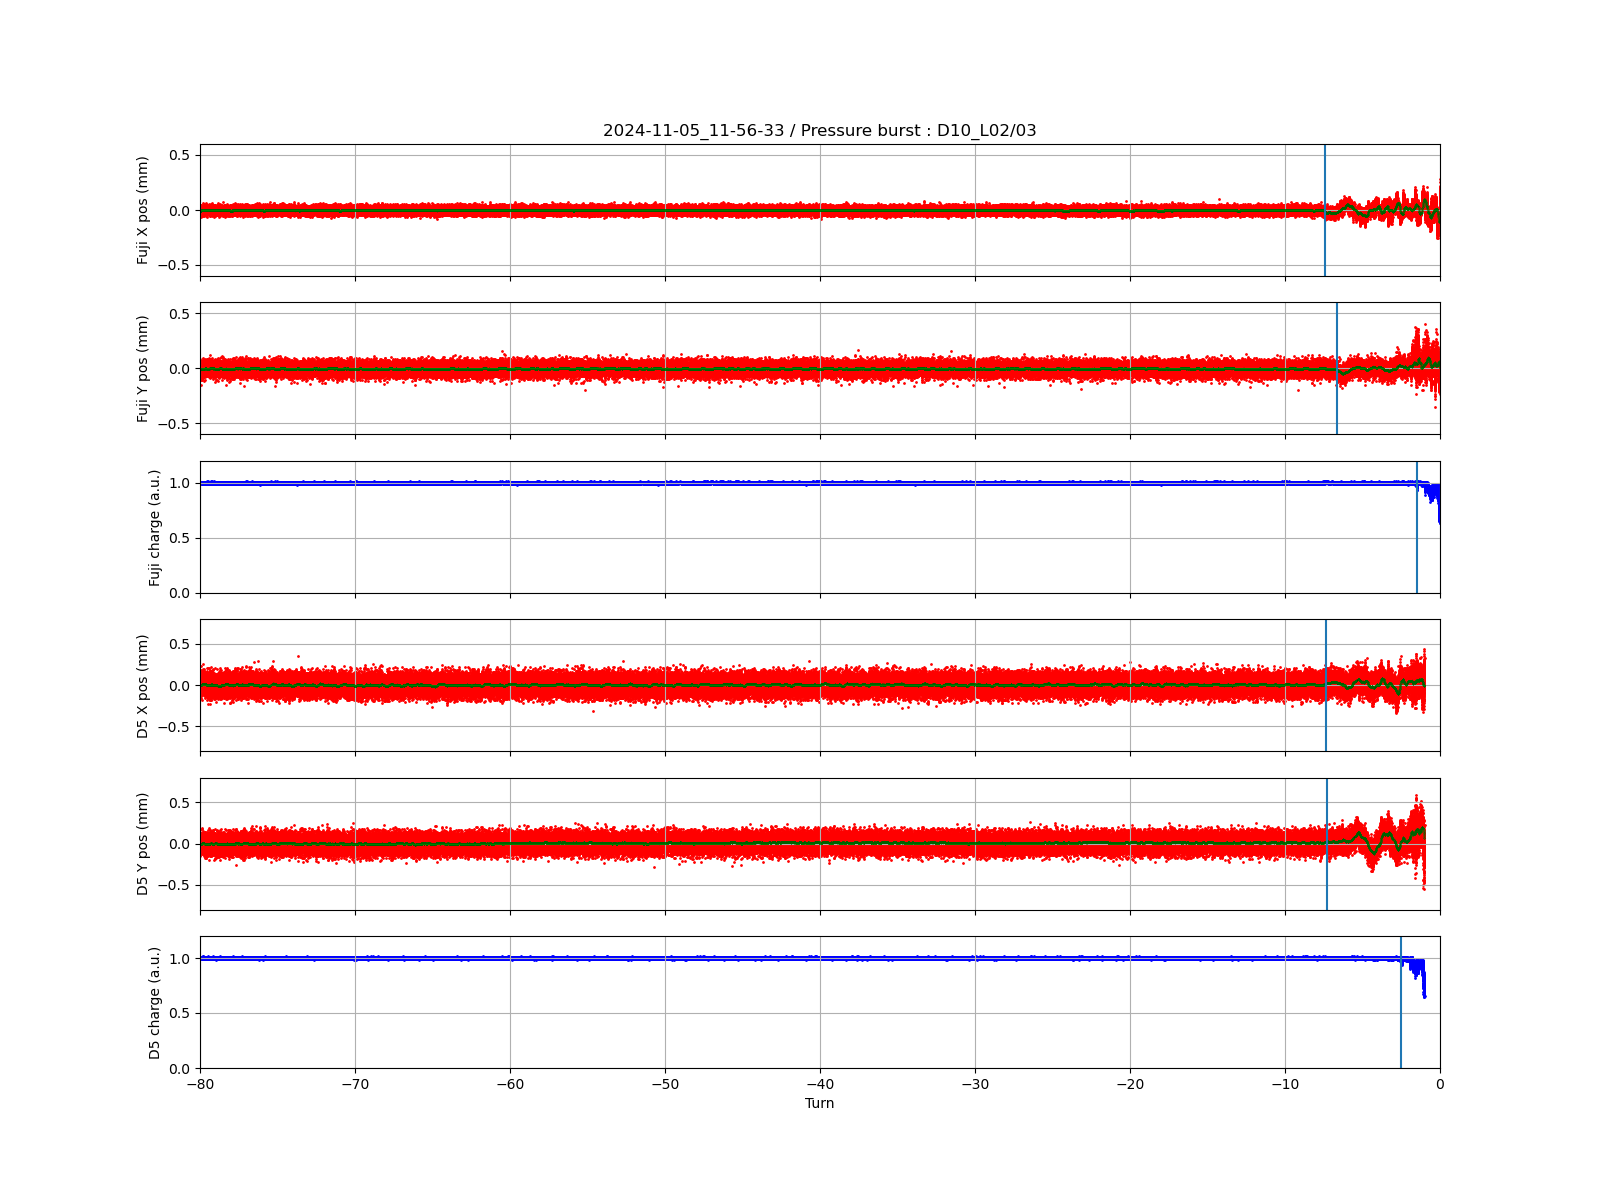 2024-11-05_11-56-33 / Pressure burst : D10_L02/03
Fuji X pos (mm)
0.5
0.0
−0.5
Fuji Y pos (mm)
0.5
0.0
−0.5
Fuji charge (a.u.)
1.0
0.5
0.0
D5 X pos (mm)
0.5
0.0
−0.5
D5 Y pos (mm)
0.5
0.0
−0.5
D5 charge (a.u.)
1.0
0.5
0.0
−80 −70 −60 −50 −40 −30 −20 −10 0
Turn